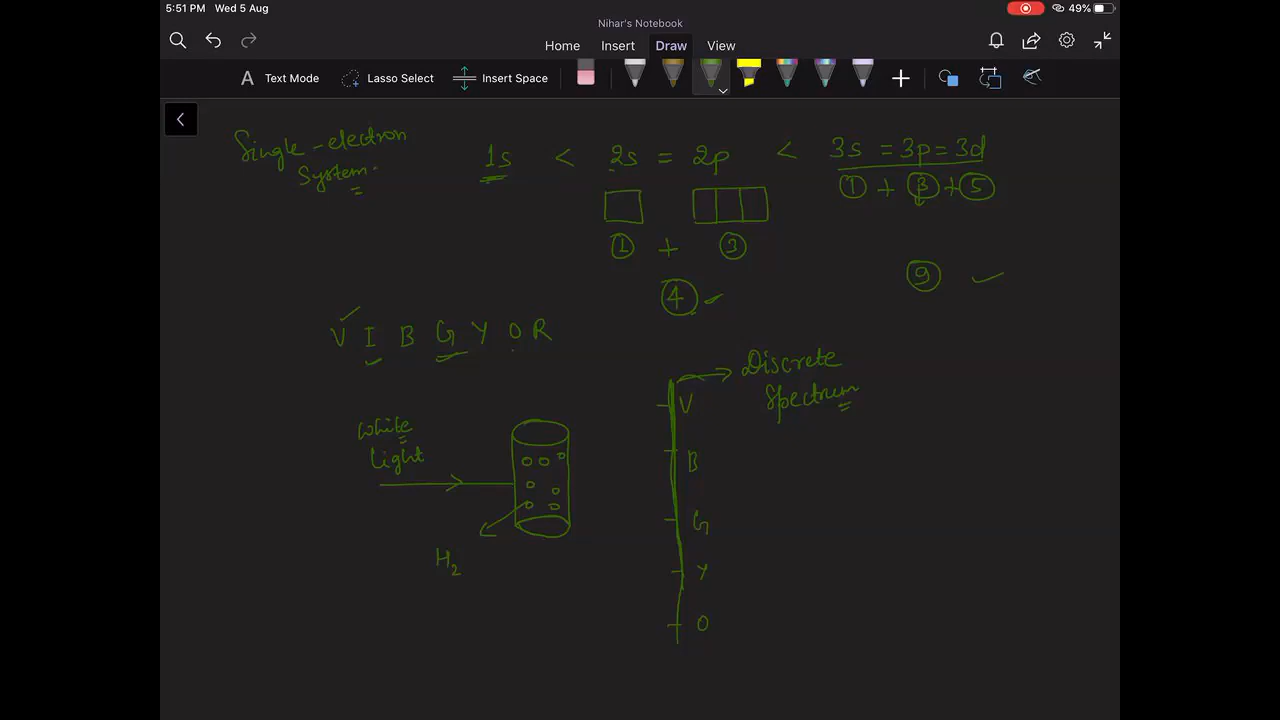 5:51 PM Wed 5 Aug
49%
Nihar's Notebook
Home Insert Draw View
Text Mode Lasso Select Insert Space
Single-electron
System.
1s < 2s = 2p < 3s = 3p = 3d
1 + 3 + 5
1 + 3
4
9
V I B G Y O R
Discrete
Spectrum
V
White
light
B
G
H2
Y
O